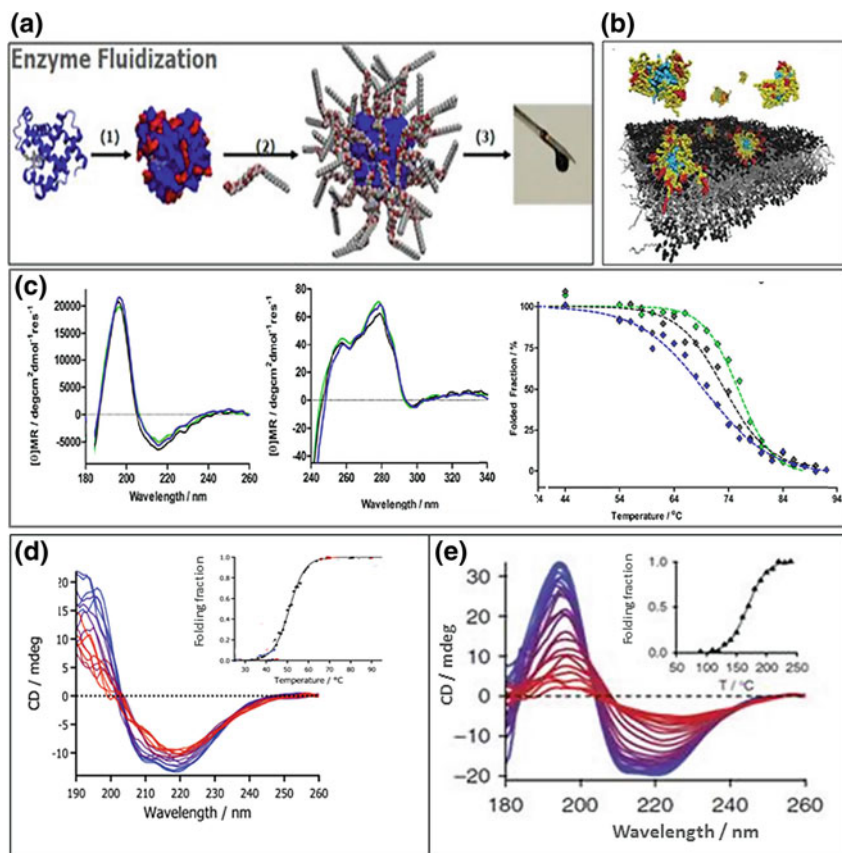 (a)
Enzyme Fluidization
(1)
(2)
(3)
(b)
(c)
[θ]MR / degcm²dmol⁻¹res⁻¹
20000
15000
10000
5000
0
-5000
180 200 220 240 260
Wavelength / nm
[θ]MR / degcm²dmol⁻¹res⁻¹
80
60
40
20
0
-20
-40
240 260 280 300 320 340
Wavelength / nm
Folded Fraction / %
100
75
50
25
0
44 54 64 74 84 94
Temperature / °C
(d)
CD / mdeg
20
15
10
5
0
-5
-10
190 200 210 220 230 240 250 260
Wavelength / nm
Folding fraction
1.0
0.8
0.6
0.4
0.2
0.0
30 40 50 60 70 80 90
Temperature / °C
(e)
CD / mdeg
30
20
10
0
−10
−20
180 200 220 240 260
Wavelength / nm
Folding fraction
1.0
0.5
0.0
50 100 150 200 250
T / °C